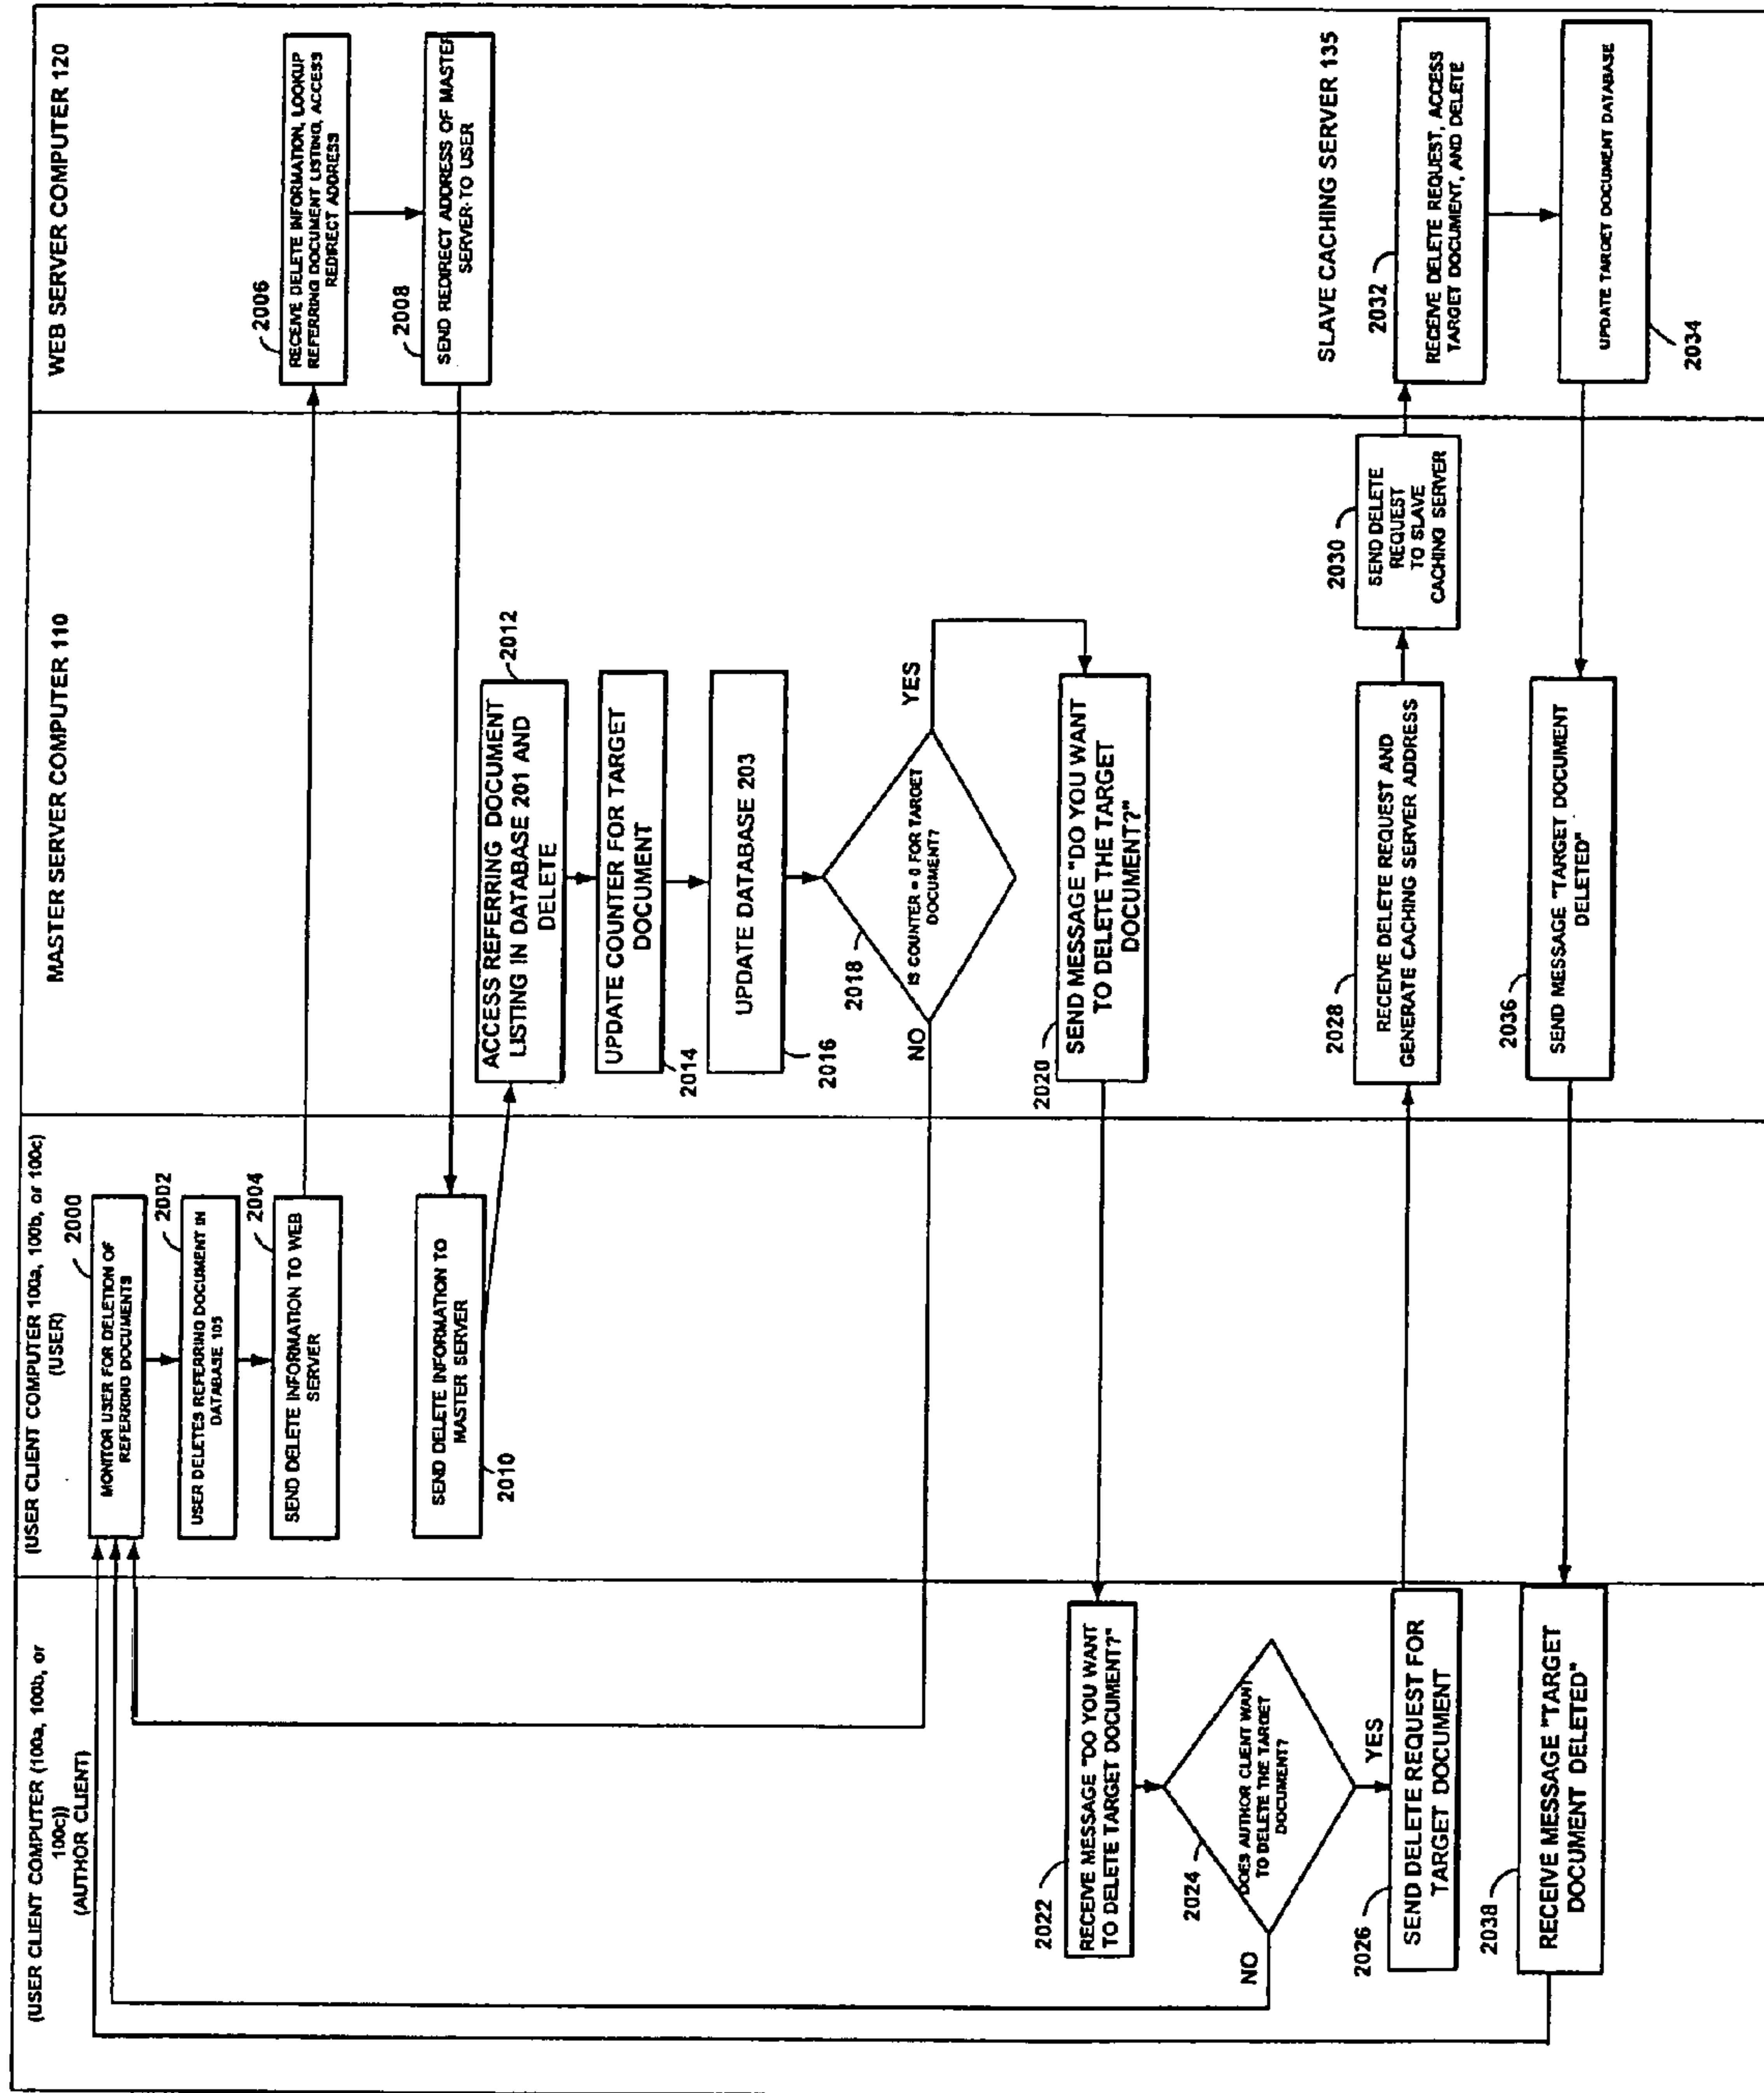 (USER CLIENT COMPUTER (100a, 100b, or
100c))
(AUTHOR CLIENT)
(USER CLIENT COMPUTER 100a, 100b, or 100c)
(USER)
MASTER SERVER COMPUTER 110
WEB SERVER COMPUTER 120
2000
MONITOR USER FOR DELETION OF
REFERRING DOCUMENTS
2002
USER DELETES REFERRING DOCUMENT IN
DATABASE 105
2004
SEND DELETE INFORMATION TO WEB
SERVER
2006
RECEIVE DELETE INFORMATION, LOOKUP
REFERRING DOCUMENT LISTING, ACCESS
REDIRECT ADDRESS
2008
SEND REDIRECT ADDRESS OF MASTER
SERVER TO USER
SEND DELETE INFORMATION TO
MASTER SERVER
2010
2012
ACCESS REFERRING DOCUMENT
LISTING IN DATABASE 201 AND
DELETE
UPDATE COUNTER FOR TARGET
DOCUMENT
2014
UPDATE DATABASE 203
2016
2018
IS COUNTER = 0 FOR TARGET
DOCUMENT?
NO
YES
2020
SEND MESSAGE "DO YOU WANT
TO DELETE THE TARGET
DOCUMENT?"
2022
RECEIVE MESSAGE "DO YOU WANT
TO DELETE TARGET DOCUMENT?"
2024
DOES AUTHOR CLIENT WANT
TO DELETE THE TARGET
DOCUMENT?
NO
YES
2026
SEND DELETE REQUEST FOR
TARGET DOCUMENT
2028
RECEIVE DELETE REQUEST AND
GENERATE CACHING SERVER ADDRESS
2030
SEND DELETE
REQUEST
TO SLAVE
CACHING SERVER
SLAVE CACHING SERVER 135
2032
RECEIVE DELETE REQUEST, ACCESS
TARGET DOCUMENT, AND DELETE
UPDATE TARGET DOCUMENT DATABASE
2034
2036
SEND MESSAGE "TARGET DOCUMENT
DELETED"
2038
RECEIVE MESSAGE "TARGET
DOCUMENT DELETED"